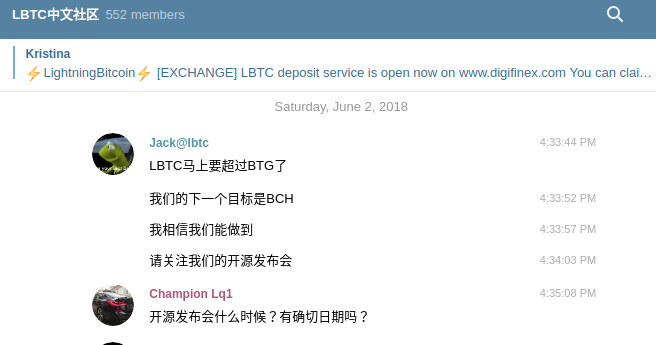 LBTC中文社区 552 members
Kristina
⚡LightningBitcoin⚡ [EXCHANGE] LBTC deposit service is open now on www.digifinex.com You can clai…
Saturday, June 2, 2018
Jack@lbtc 4:33:44 PM
LBTC马上要超过BTG了
我们的下一个目标是BCH 4:33:52 PM
我相信我们能做到 4:33:57 PM
请关注我们的开源发布会 4:34:03 PM
Champion Lq1 4:35:08 PM
开源发布会什么时候？有确切日期吗？